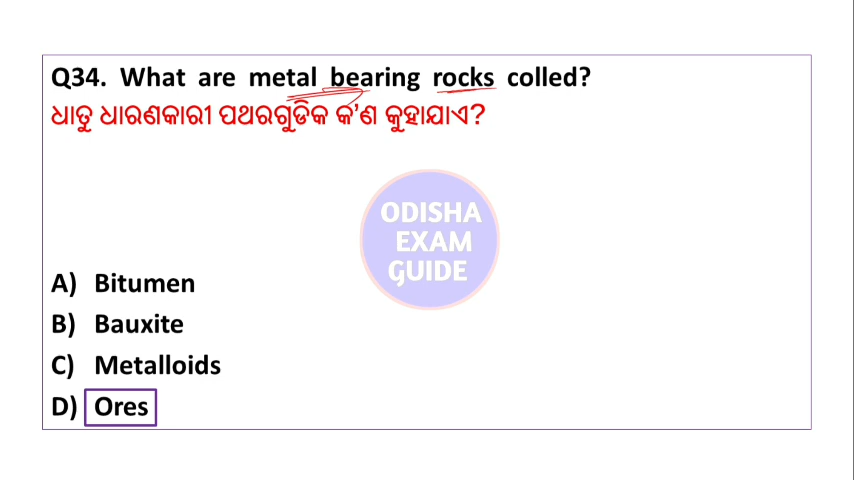 Q34. What are metal bearing rocks colled?
ଧାତୁ ଧାରଣକାରୀ ପଥରଗୁଡିକ କ'ଣ କୁହାଯାଏ?
ODISHA
EXAM
GUIDE
A) Bitumen
B) Bauxite
C) Metalloids
D) Ores